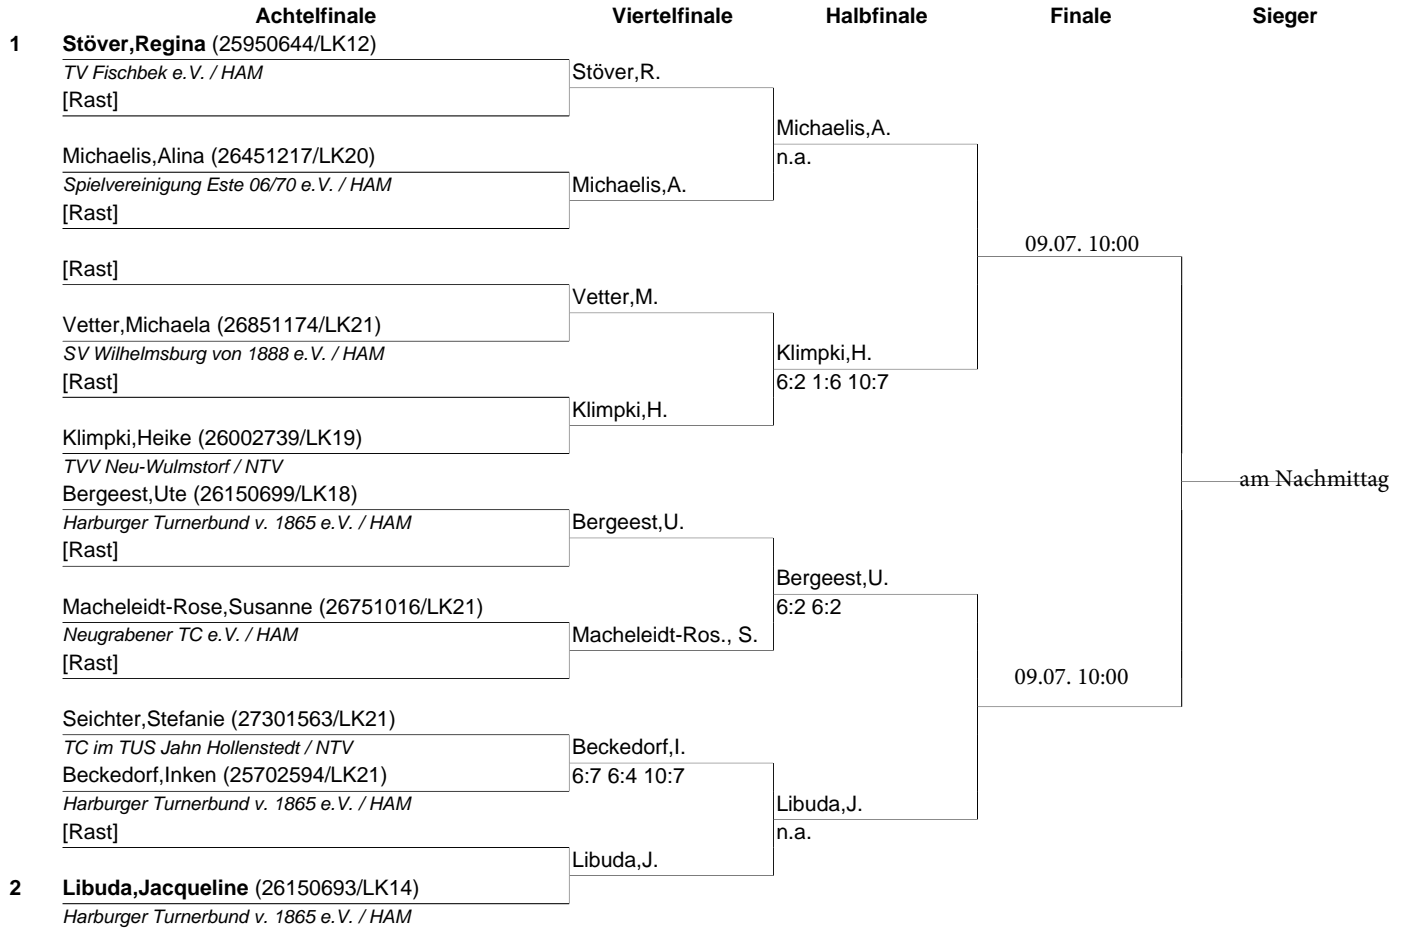 Achtelfinale Viertelfinale Halbfinale Finale Sieger
1 Stöver,Regina (25950644/LK12)
TV Fischbek e.V. / HAM Stöver,R.
[Rast]
Michaelis,A.
Michaelis,Alina (26451217/LK20) n.a.
Spielvereinigung Este 06/70 e.V. / HAM Michaelis,A.
[Rast]
09.07. 10:00
[Rast]
Vetter,M.
Vetter,Michaela (26851174/LK21)
SV Wilhelmsburg von 1888 e.V. / HAM Klimpki,H.
[Rast] 6:2 1:6 10:7
Klimpki,H.
Klimpki,Heike (26002739/LK19)
TVV Neu-Wulmstorf / NTV
am Nachmittag
Bergeest,Ute (26150699/LK18)
Harburger Turnerbund v. 1865 e.V. / HAM Bergeest,U.
[Rast]
Bergeest,U.
Macheleidt-Rose,Susanne (26751016/LK21) 6:2 6:2
Neugrabener TC e.V. / HAM Macheleidt-Ros., S.
[Rast]
09.07. 10:00
Seichter,Stefanie (27301563/LK21)
TC im TUS Jahn Hollenstedt / NTV Beckedorf,I.
Beckedorf,Inken (25702594/LK21) 6:7 6:4 10:7
Harburger Turnerbund v. 1865 e.V. / HAM Libuda,J.
[Rast] n.a.
Libuda,J.
2 Libuda,Jacqueline (26150693/LK14)
Harburger Turnerbund v. 1865 e.V. / HAM